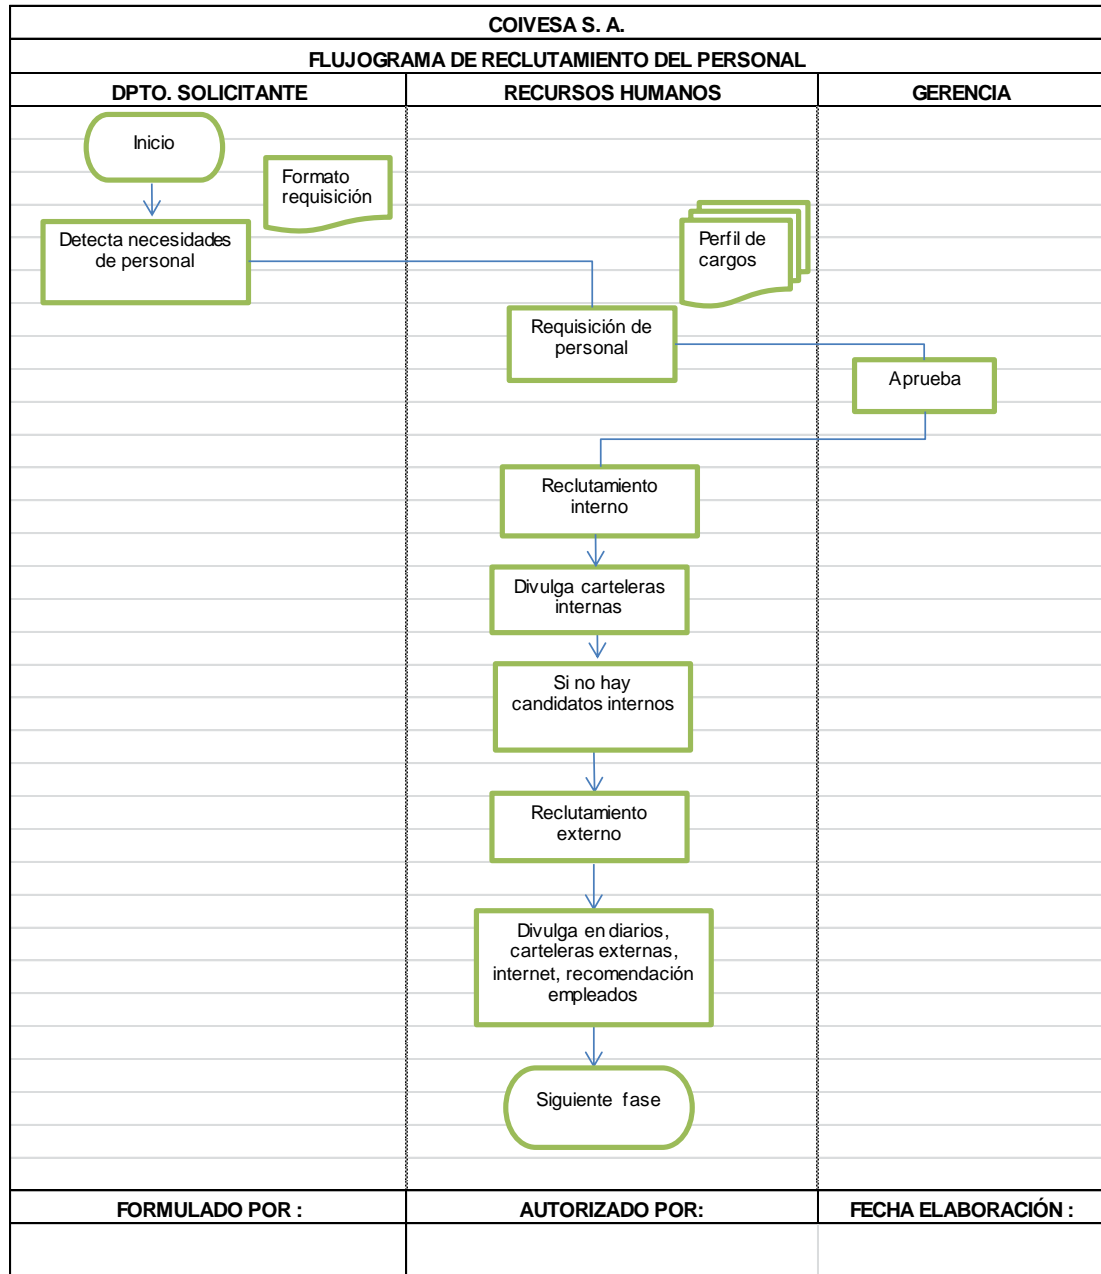 COIVESA S. A.
FLUJOGRAMA DE RECLUTAMIENTO DEL PERSONAL
DPTO. SOLICITANTE
RECURSOS HUMANOS
GERENCIA
Inicio
Formato
requisición
Detecta necesidades
de personal
Perfil de
cargos
Requisición de
personal
Aprueba
Reclutamiento
interno
Divulga carteleras
internas
Si no hay
candidatos internos
Reclutamiento
externo
Divulga en diarios,
carteleras externas,
internet, recomendación
empleados
Siguiente fase
FORMULADO POR :
AUTORIZADO POR:
FECHA ELABORACIÓN :